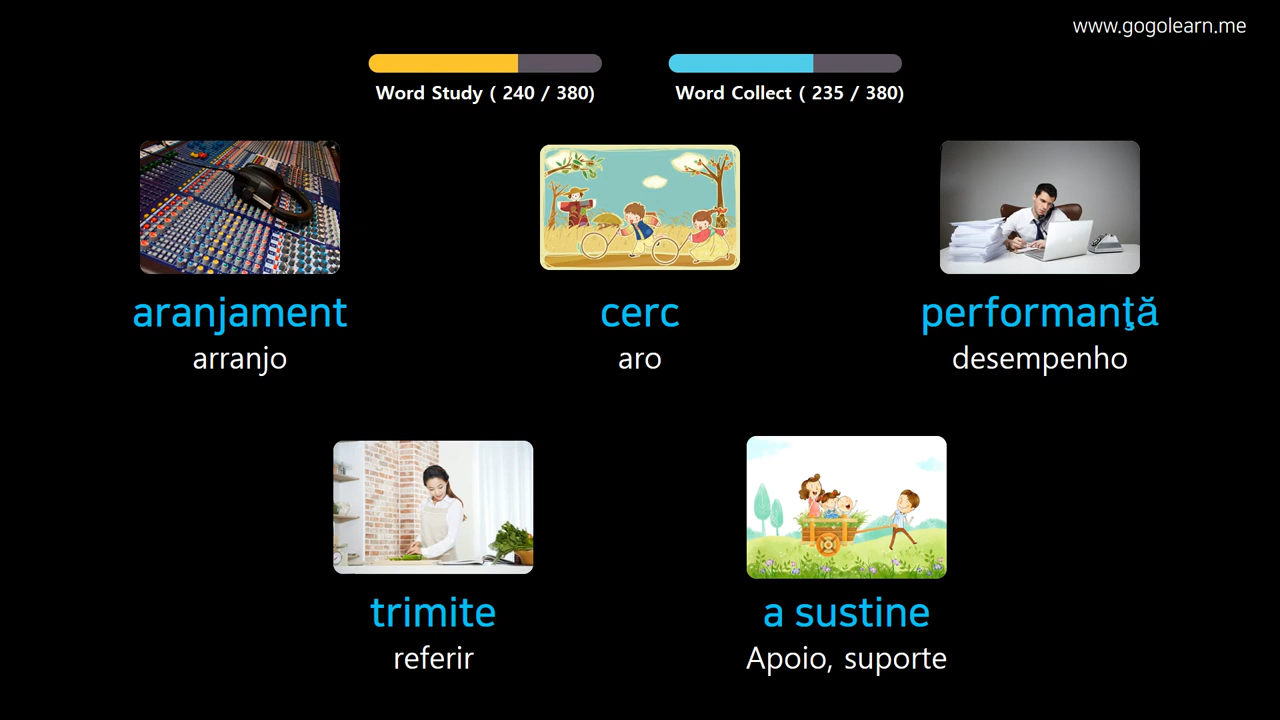 www.gogolearn.me
Word Study ( 240 / 380)
Word Collect ( 235 / 380)
aranjament
arranjo
cerc
aro
performanţă
desempenho
trimite
referir
a sustine
Apoio, suporte